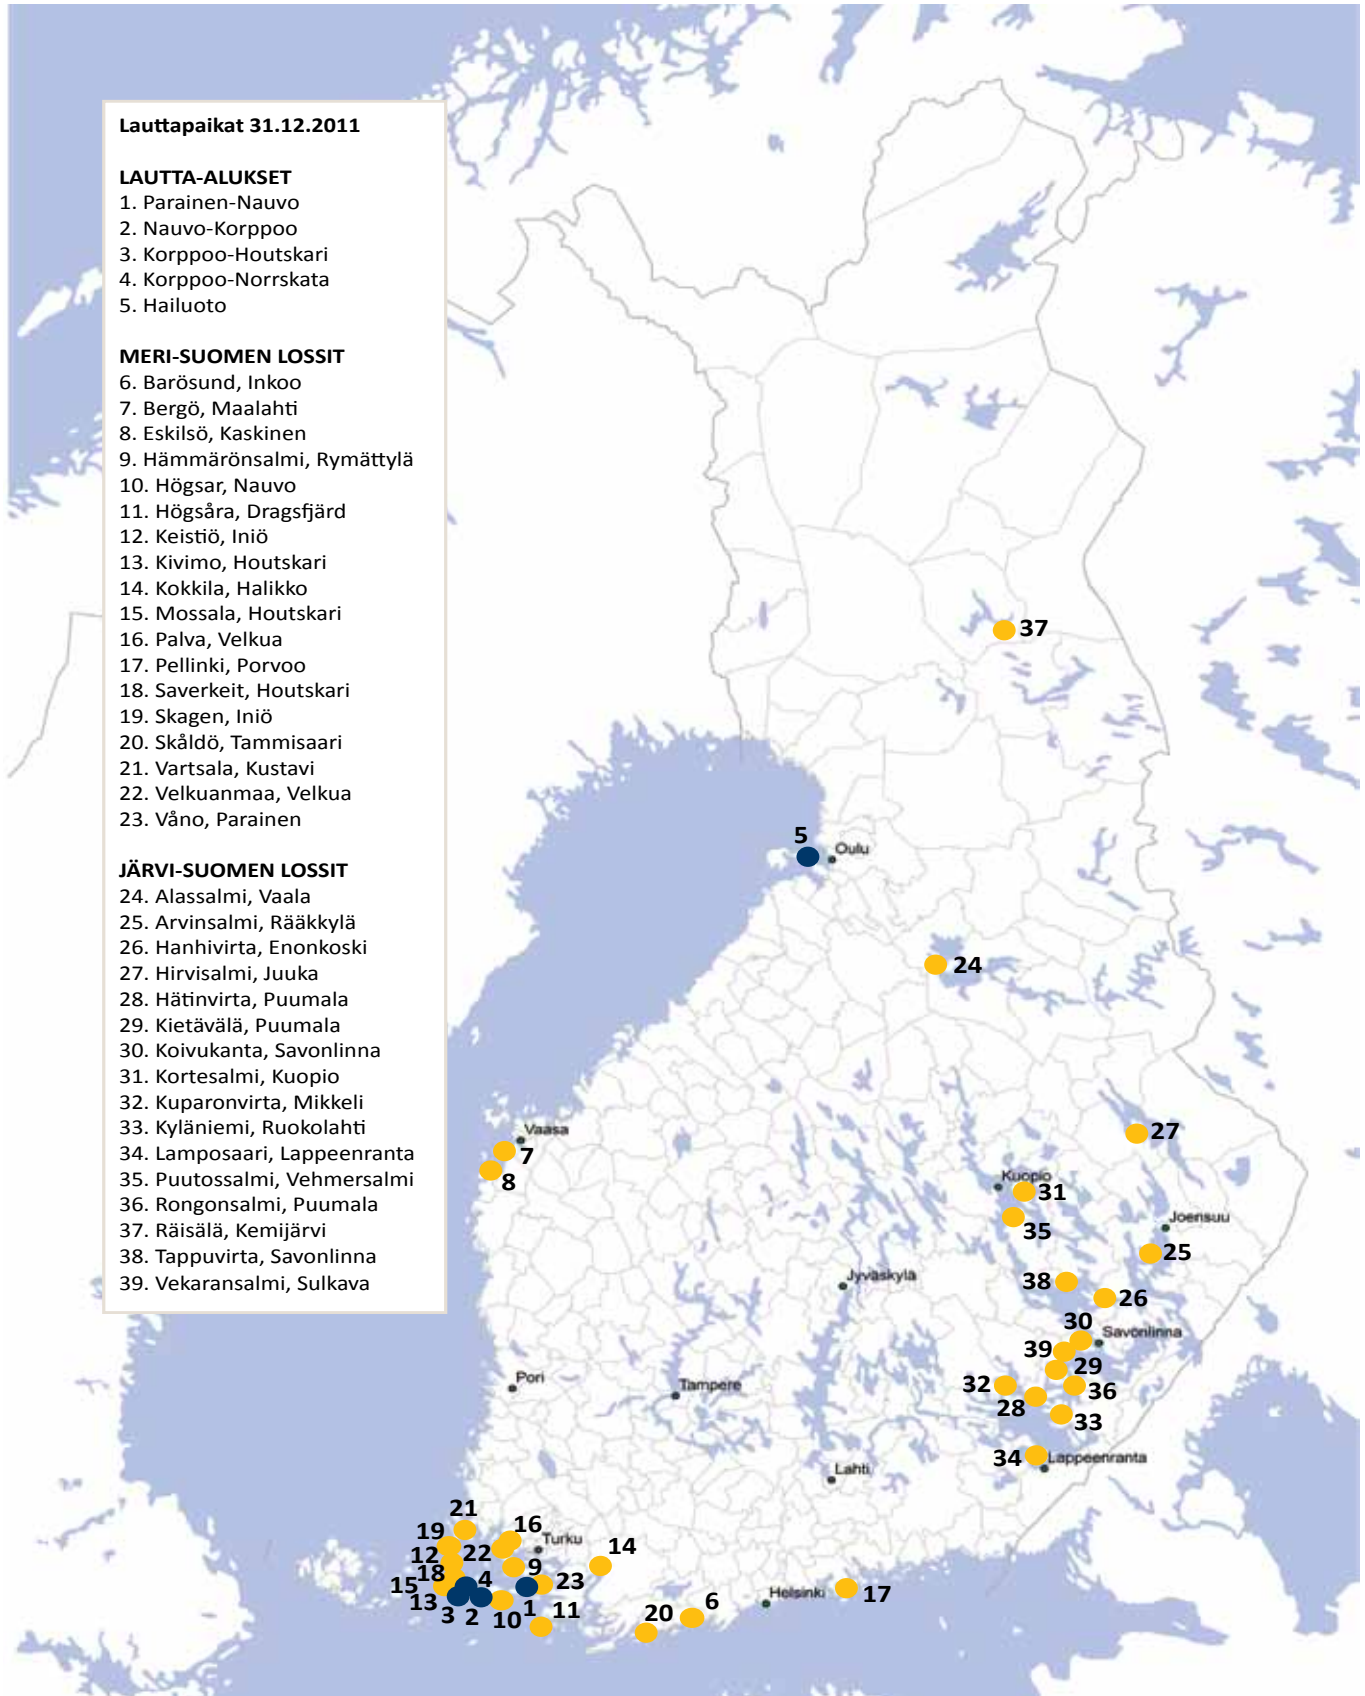 Lauttapaikat 31.12.2011
LAUTTA-ALUKSET
1. Parainen-Nauvo
2. Nauvo-Korppoo
3. Korppoo-Houtskari
4. Korppoo-Norrskata
5. Hailuoto
MERI-SUOMEN LOSSIT
6. Barösund, Inkoo
7. Bergö, Maalahti
8. Eskilsö, Kaskinen
9. Hämmärönsalmi, Rymättylä
10. Högsar, Nauvo
11. Högsåra, Dragsfjärd
12. Keistiö, Iniö
13. Kivimo, Houtskari
14. Kokkila, Halikko
15. Mossala, Houtskari
16. Palva, Velkua
17. Pellinki, Porvoo
18. Saverkeit, Houtskari
19. Skagen, Iniö
20. Skåldö, Tammisaari
21. Vartsala, Kustavi
22. Velkuanmaa, Velkua
23. Våno, Parainen
JÄRVI-SUOMEN LOSSIT
24. Alassalmi, Vaala
25. Arvinsalmi, Rääkkylä
26. Hanhivirta, Enonkoski
27. Hirvisalmi, Juuka
28. Hätinvirta, Puumala
29. Kietävälä, Puumala
30. Koivukanta, Savonlinna
31. Kortesalmi, Kuopio
32. Kuparonvirta, Mikkeli
33. Kyläniemi, Ruokolahti
34. Lamposaari, Lappeenranta
35. Puutossalmi, Vehmersalmi
36. Rongonsalmi, Puumala
37. Räisälä, Kemijärvi
38. Tappuvirta, Savonlinna
39. Vekaransalmi, Sulkava
37
5
Oulu
24
Vaasa
7
8
27
Kuopio
31
35
Joensuu
25
Jyväskylä
38
26
30
Savonlinna
39
29
32
36
28
33
Pori
Tampere
34
Lappeenranta
Lahti
21
19
16
Turku
12
22
14
18
9
15
4
23
13
3
2
10
1
11
20
6
Helsinki
17